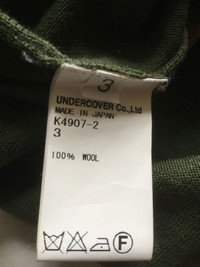 3
UNDERCOVER Co.,Ltd
MADE IN JAPAN
K4907-2
3
100% WOOL
F